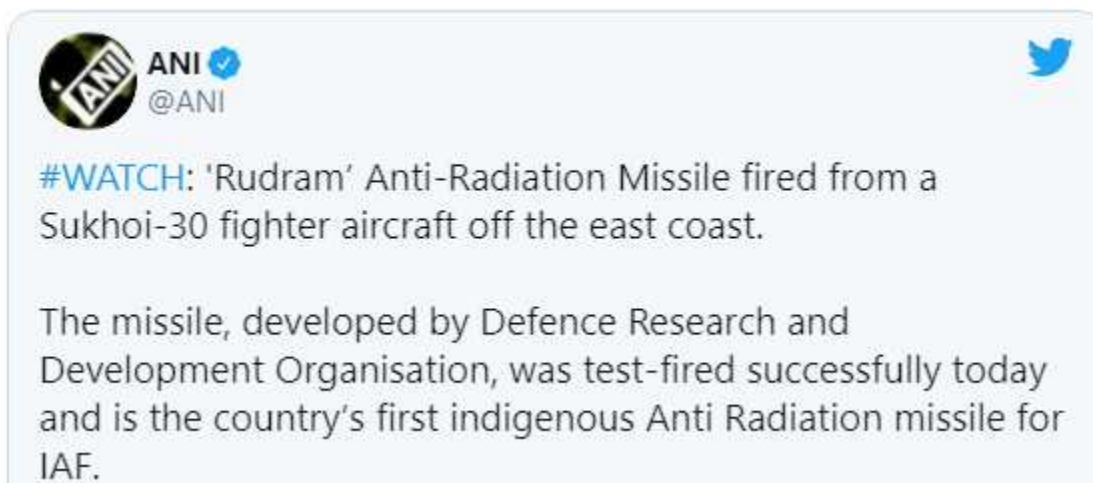 ANI
ANI
@ANI
#WATCH: 'Rudram’ Anti-Radiation Missile fired from a
Sukhoi-30 fighter aircraft off the east coast.
The missile, developed by Defence Research and
Development Organisation, was test-fired successfully today
and is the country’s first indigenous Anti Radiation missile for
IAF.